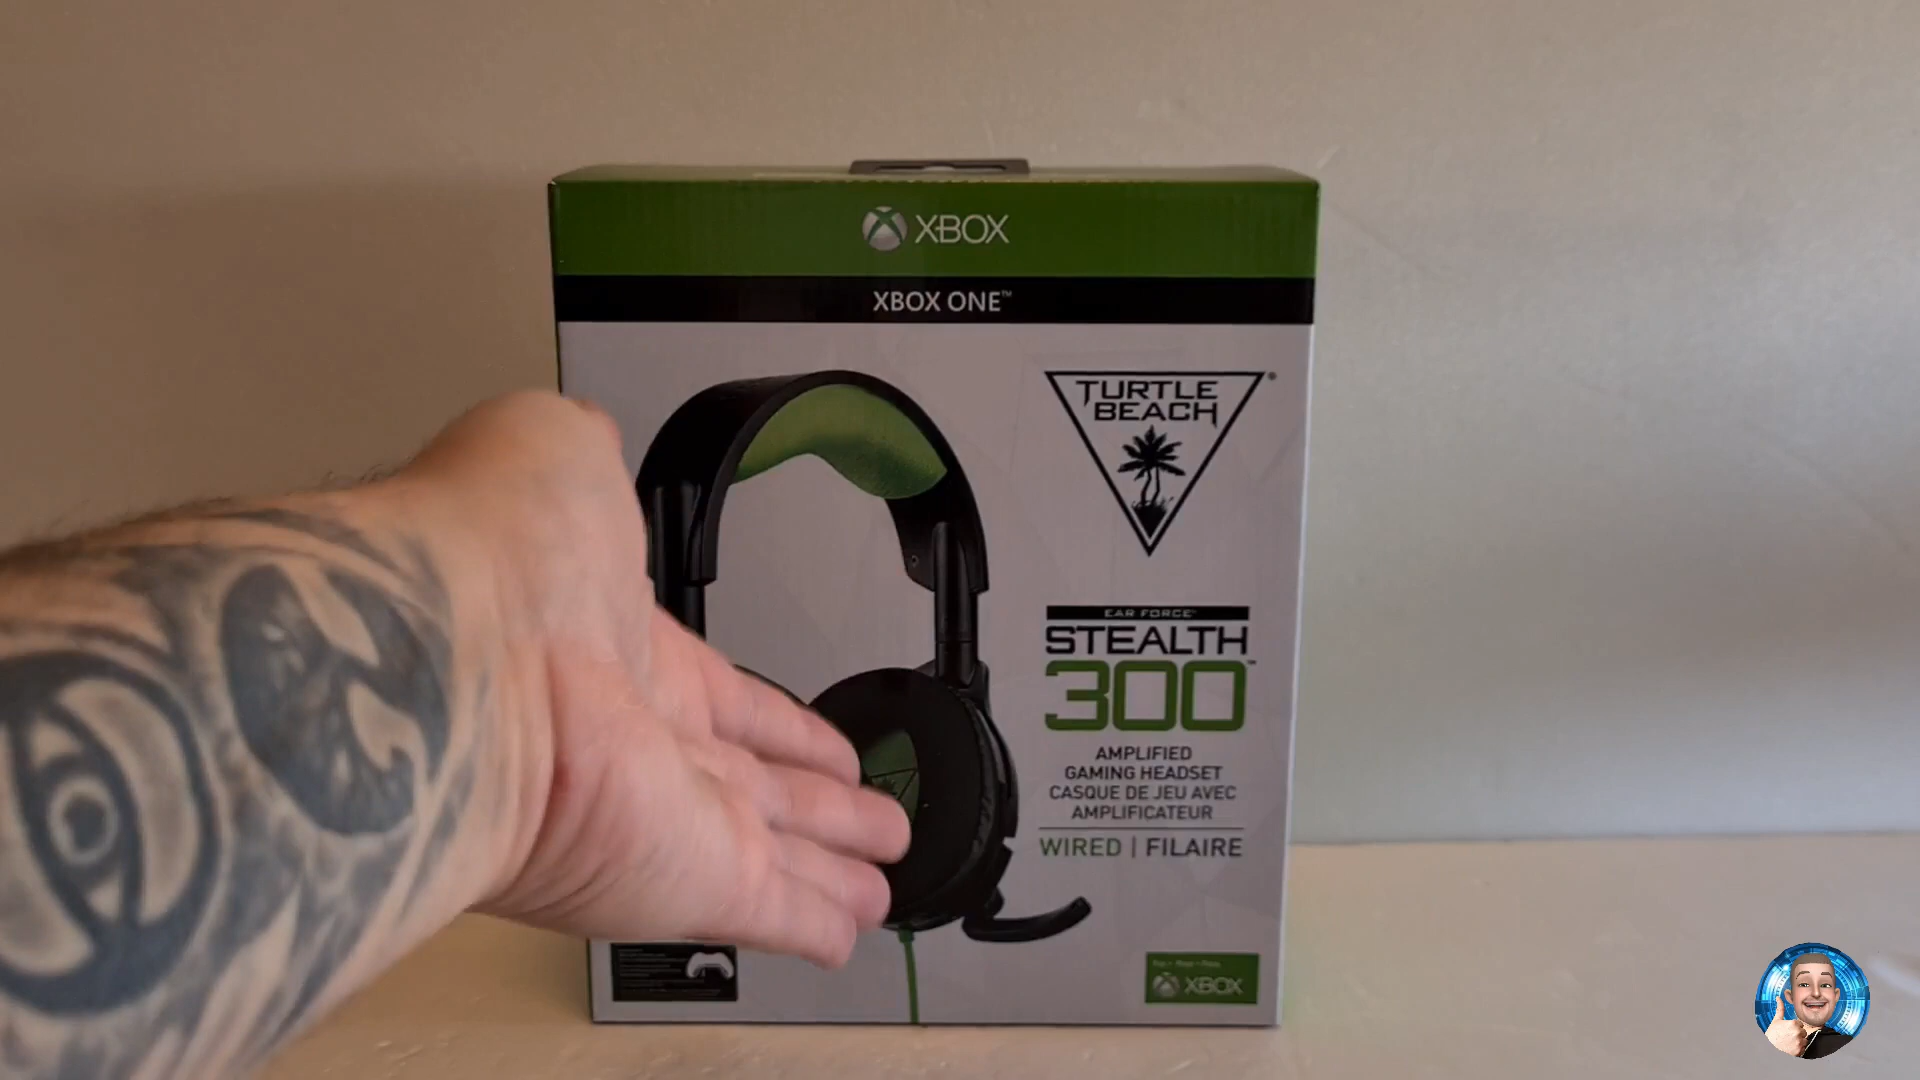 XBOX
XBOX ONE™
TURTLE
BEACH®
EAR FORCE®
STEALTH
300™
AMPLIFIED
GAMING HEADSET
CASQUE DE JEU AVEC
AMPLIFICATEUR
WIRED | FILAIRE
XBOX